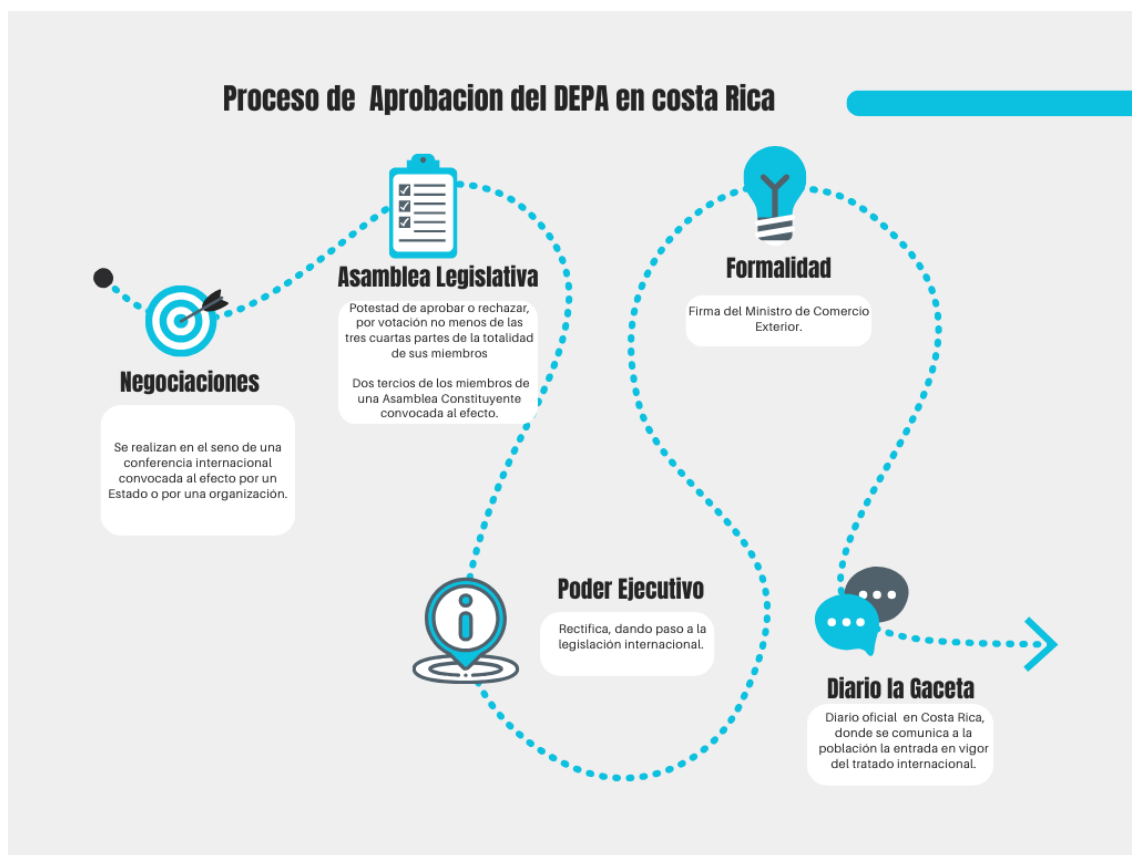 Proceso de Aprobacion del DEPA en costa Rica
Negociaciones
Se realizan en el seno de una
conferencia internacional
convocada al efecto por un
Estado o por una organización.
Asamblea Legislativa
Potestad de aprobar o rechazar,
por votación no menos de las
tres cuartas partes de la totalidad
de sus miembros
Dos tercios de los miembros de
una Asamblea Constituyente
convocada al efecto.
Poder Ejecutivo
Rectifica, dando paso a la
legislación internacional.
Formalidad
Firma del Ministro de Comercio
Exterior.
Diario la Gaceta
Diario oficial en Costa Rica,
donde se comunica a la
población la entrada en vigor
del tratado internacional.